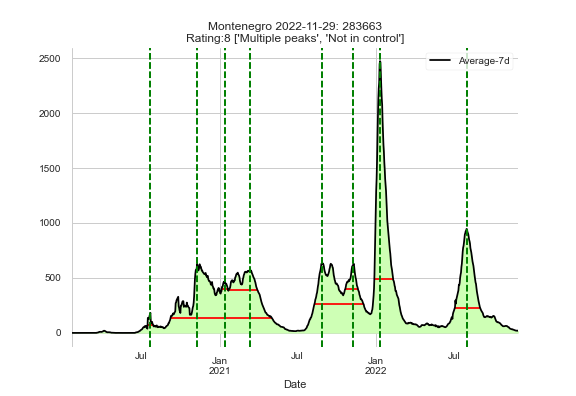 Montenegro 2022-11-29: 283663
Rating:8 ['Multiple peaks', 'Not in control']
Average-7d
2500
2000
1500
1000
500
0
Jul
Jan
2021
Jul
Jan
2022
Jul
Date